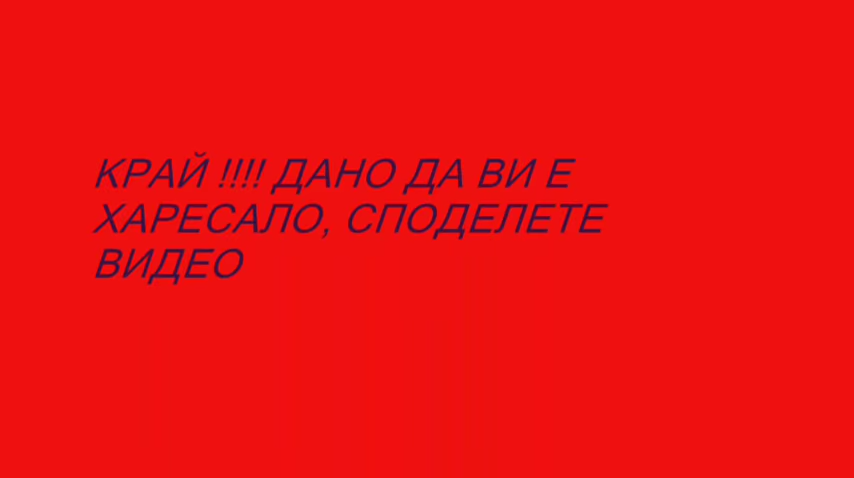 КРАЙ !!!! ДАНО ДА ВИ Е
ХАРЕСАЛО, СПОДЕЛЕТЕ
ВИДЕО